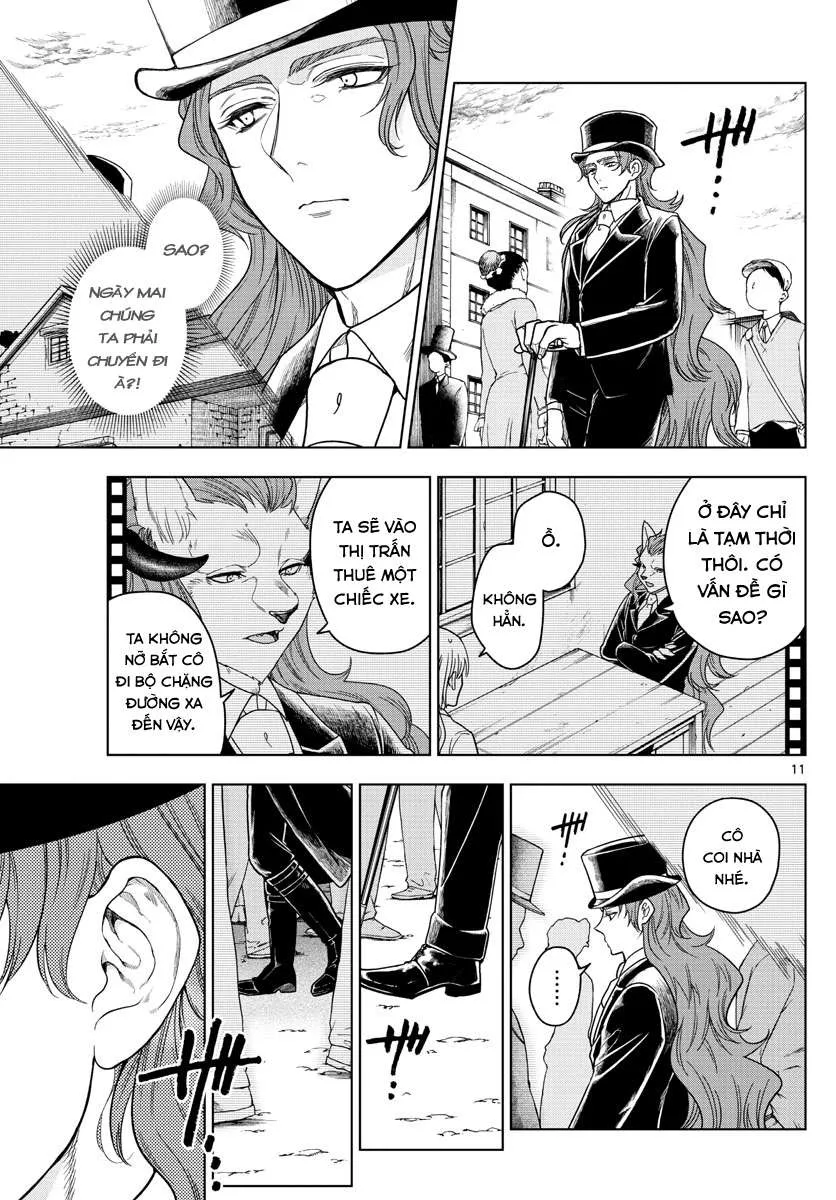 SAO?
NGÀY MAI
CHÚNG
TA PHẢI
CHUYỂN ĐI
À?!
Ở ĐÂY CHỈ
LÀ TẠM THỜI
THÔI. CÓ
VẤN ĐỀ GÌ
SAO?
Ồ.
KHÔNG
HẲN.
TA SẼ VÀO
THỊ TRẤN
THUÊ MỘT
CHIẾC XE.
TA KHÔNG
NỠ BẮT CÔ
ĐI BỘ CHẶNG
ĐƯỜNG XA
ĐẾN VẬY.
11
CÔ
COI NHÀ
NHÉ.
......